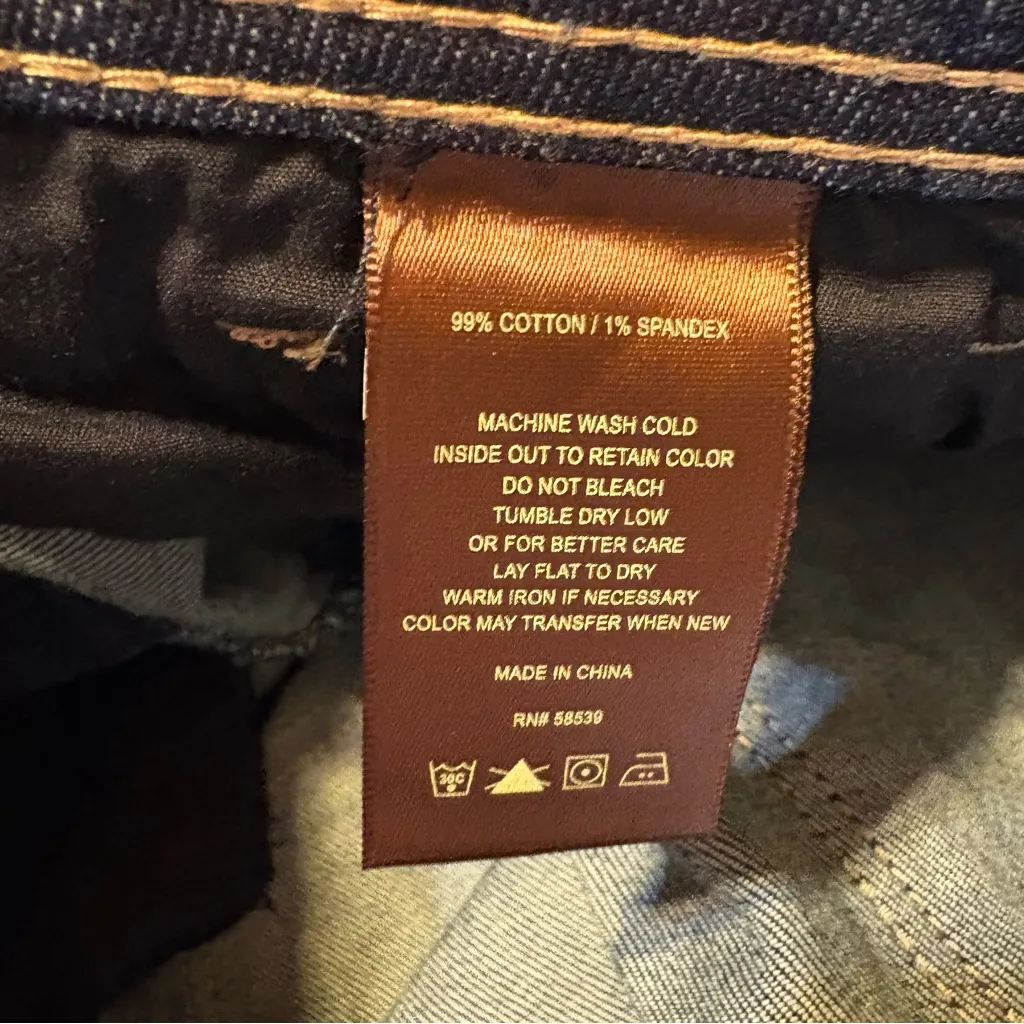 99% COTTON / 1% SPANDEX
MACHINE WASH COLD
INSIDE OUT TO RETAIN COLOR
DO NOT BLEACH
TUMBLE DRY LOW
OR FOR BETTER CARE
LAY FLAT TO DRY
WARM IRON IF NECESSARY
COLOR MAY TRANSFER WHEN NEW
MADE IN CHINA
RN# 58539
30C